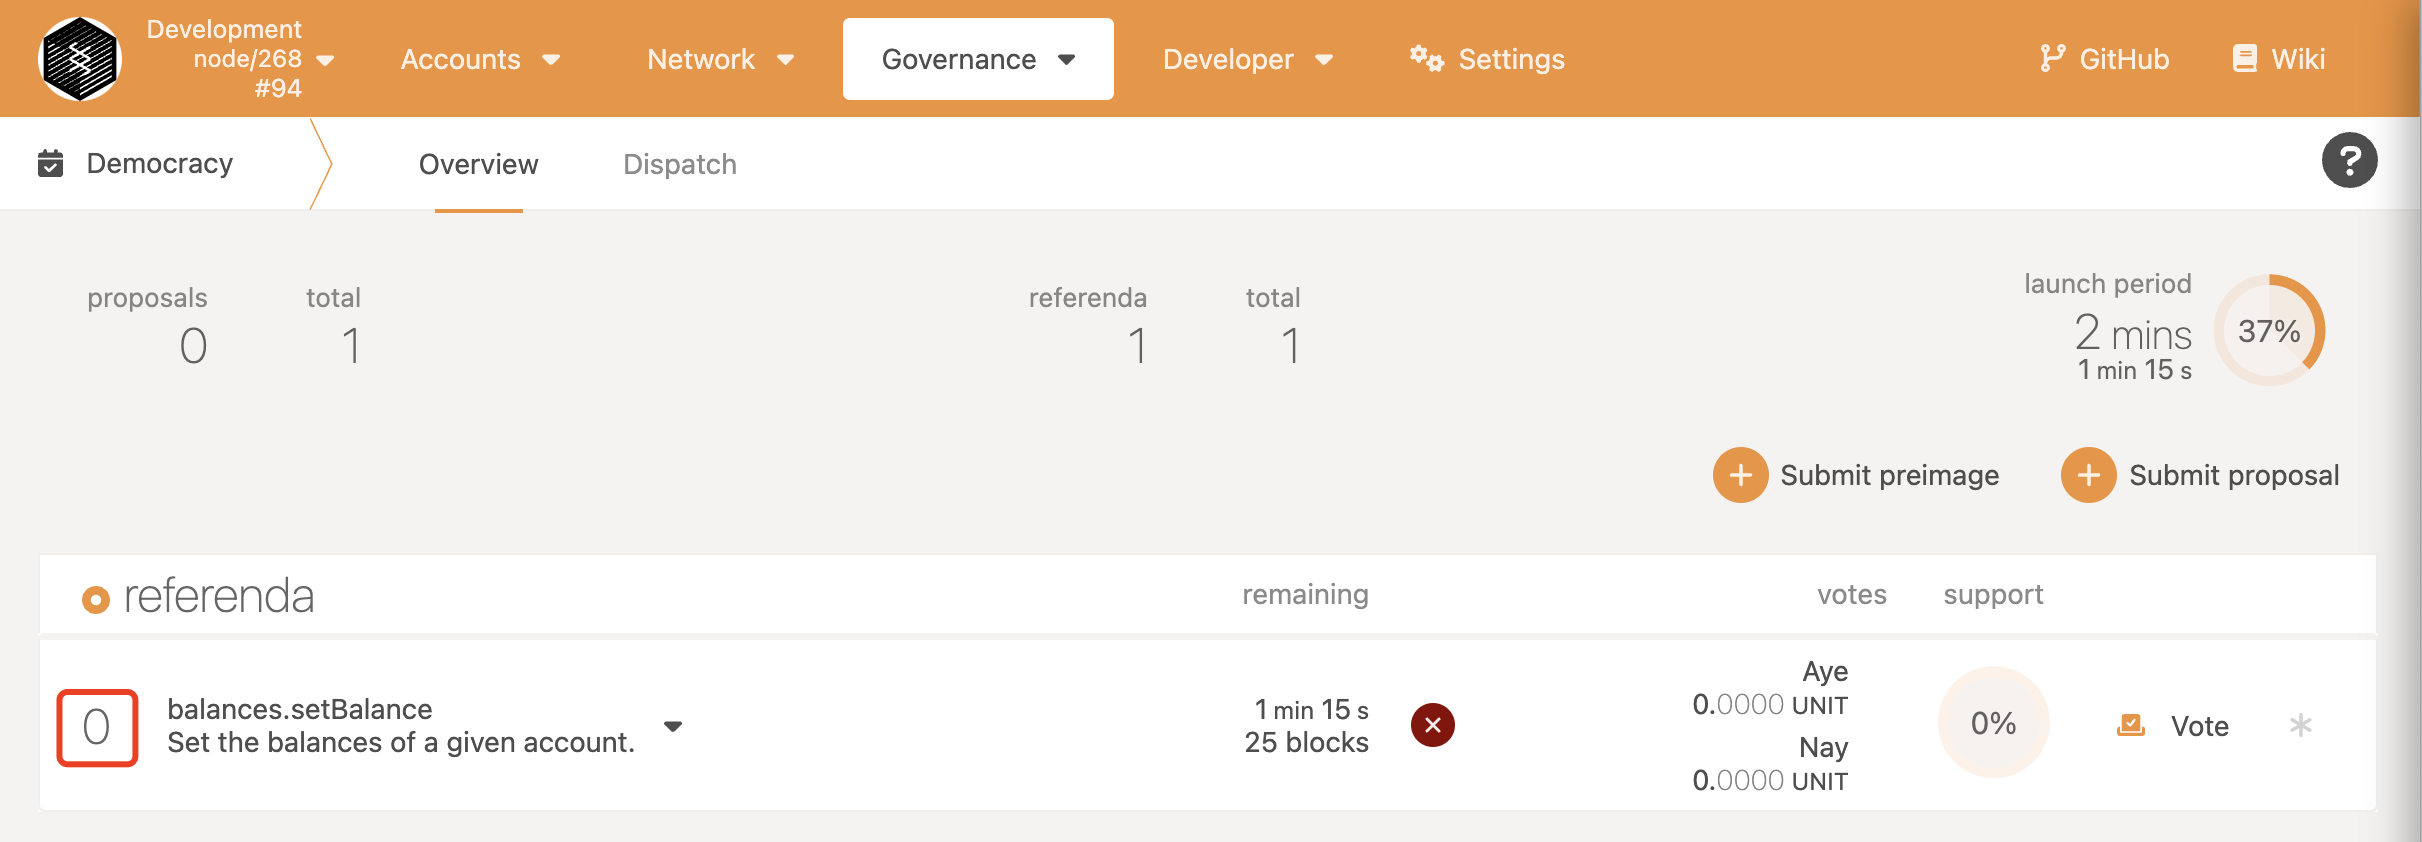 Development
node/268
#94
Accounts
Network
Governance
Developer
Settings
GitHub
Wiki
Democracy
Overview
Dispatch
?
proposals
0
total
1
referenda
1
total
1
launch period
2 mins
1 min 15 s
37%
Submit preimage
Submit proposal
referenda
remaining
votes
support
0
balances.setBalance
Set the balances of a given account.
1 min 15 s
25 blocks
Aye
0.0000 UNIT
Nay
0.0000 UNIT
0%
Vote